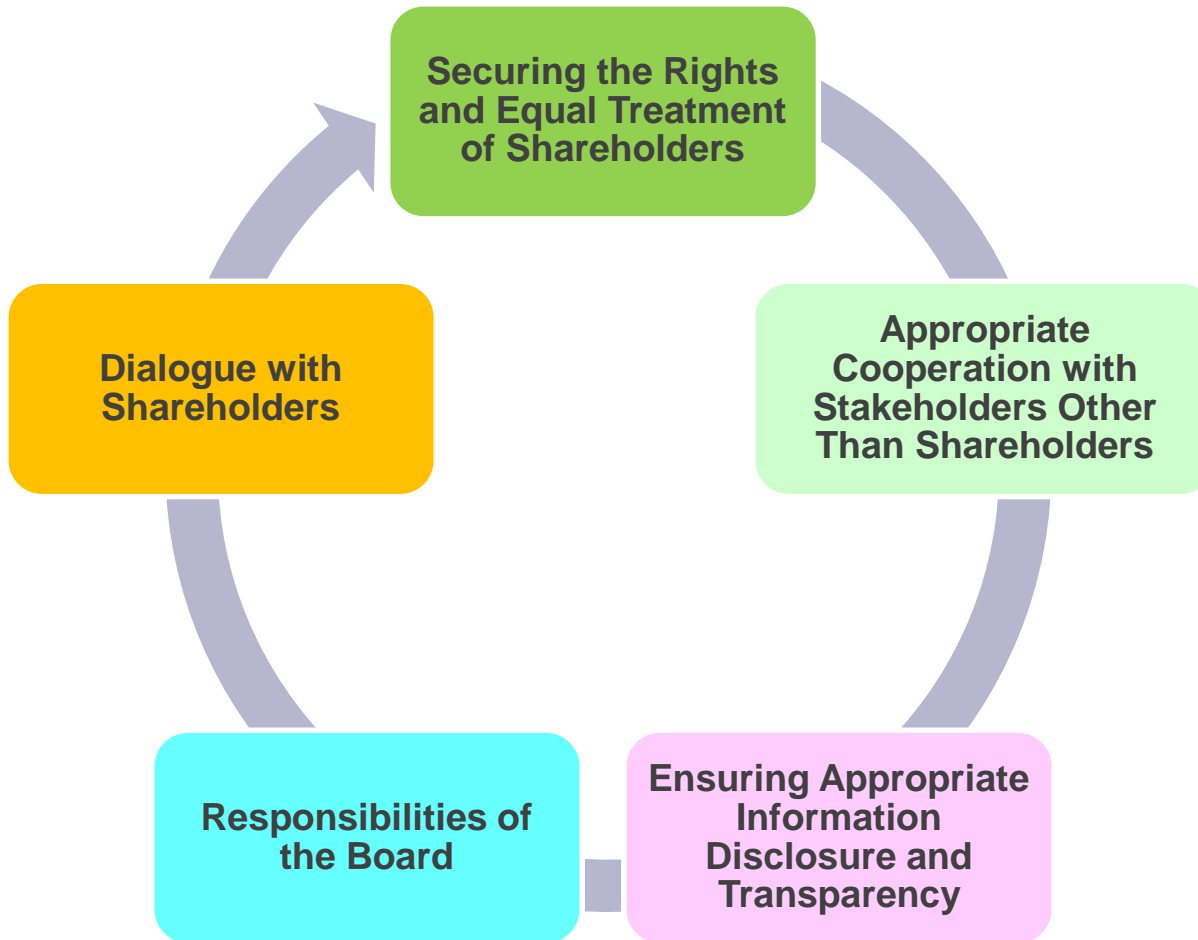 Securing the Rights
and Equal Treatment
of Shareholders
Appropriate
Cooperation with
Stakeholders Other
Than Shareholders
Ensuring Appropriate
Information
Disclosure and
Transparency
Responsibilities of
the Board
Dialogue with
Shareholders